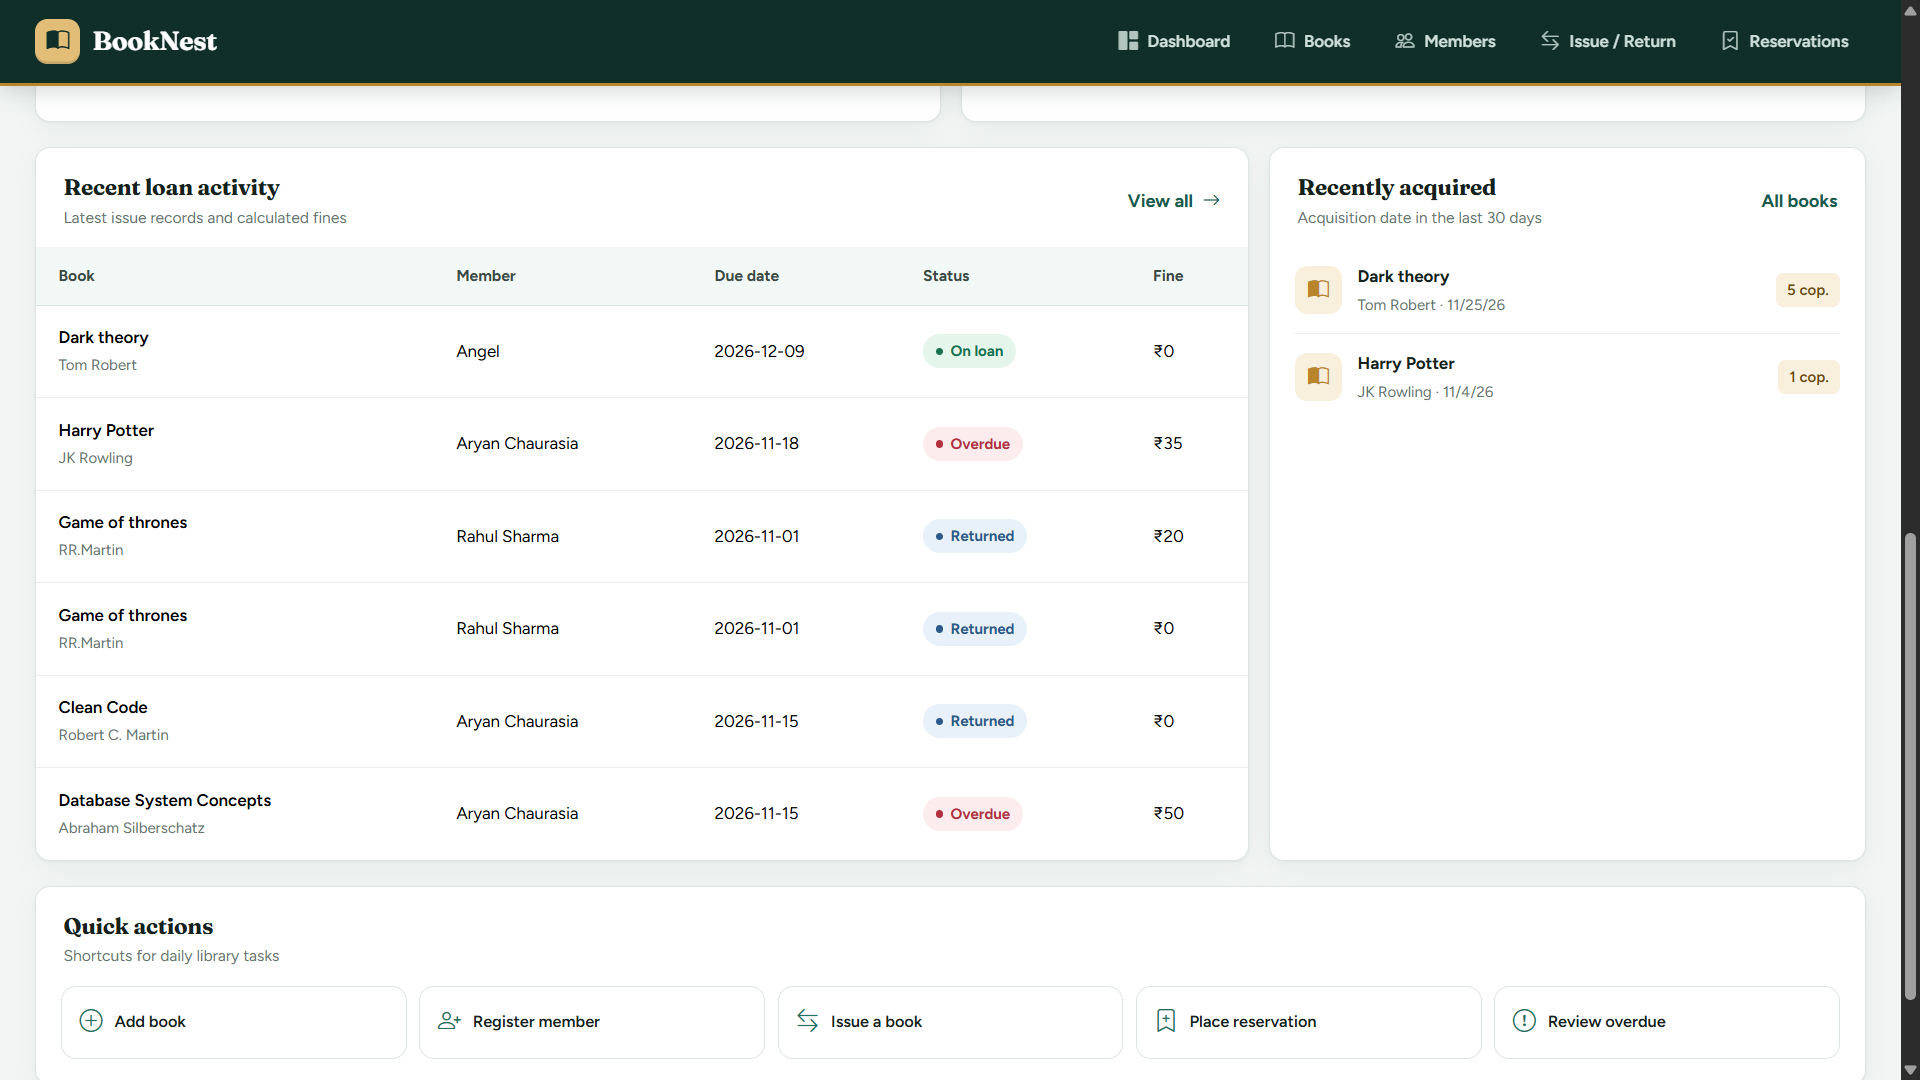 BookNest
Dashboard
Books
Members
Issue / Return
Reservations
Recent loan activity
Latest issue records and calculated fines
View all →
Book Member Due date Status Fine
Dark theory
Tom Robert
Angel 2026-12-09 On loan ₹0
Harry Potter
JK Rowling
Aryan Chaurasia 2026-11-18 Overdue ₹35
Game of thrones
RR.Martin
Rahul Sharma 2026-11-01 Returned ₹20
Game of thrones
RR.Martin
Rahul Sharma 2026-11-01 Returned ₹0
Clean Code
Robert C. Martin
Aryan Chaurasia 2026-11-15 Returned ₹0
Database System Concepts
Abraham Silberschatz
Aryan Chaurasia 2026-11-15 Overdue ₹50
Recently acquired
Acquisition date in the last 30 days
All books
Dark theory
Tom Robert · 11/25/26
5 cop.
Harry Potter
JK Rowling · 11/4/26
1 cop.
Quick actions
Shortcuts for daily library tasks
Add book
Register member
Issue a book
Place reservation
Review overdue